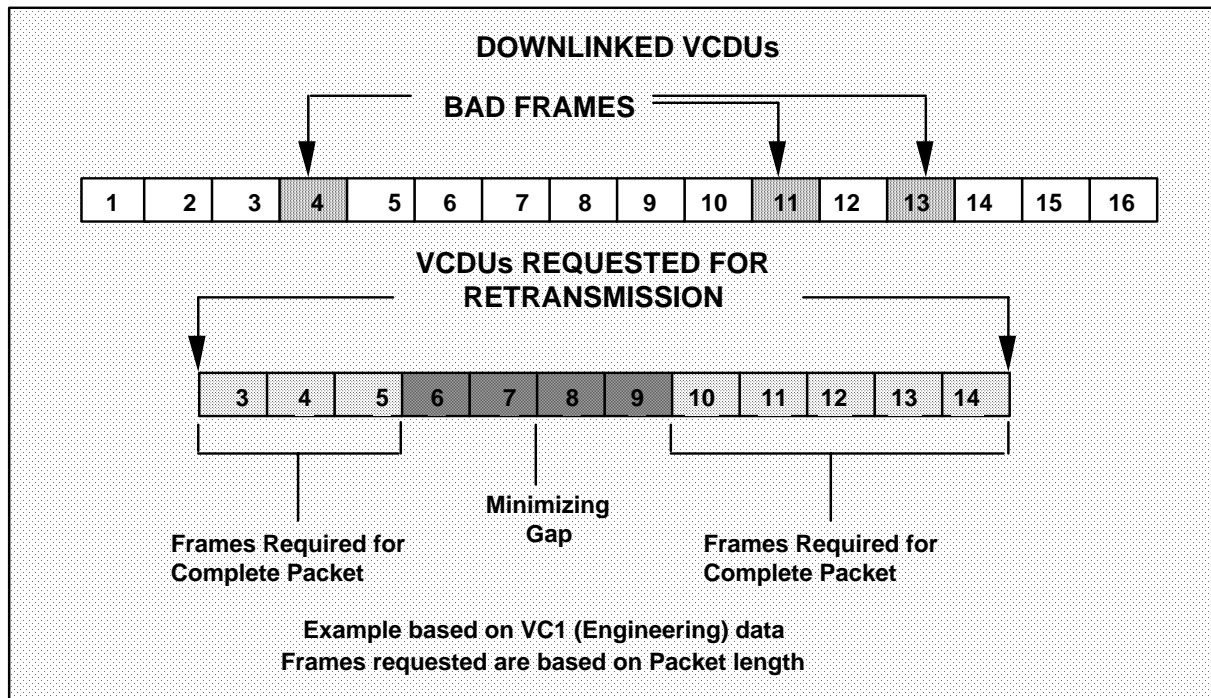 DOWNLINKED VCDUs
BAD FRAMES
1 2 3 4 5 6 7 8 9 10 11 12 13 14 15 16
VCDUs REQUESTED FOR
RETRANSMISSION
3 4 5 6 7 8 9 10 11 12 13 14
Minimizing
Gap
Frames Required for
Complete Packet
Frames Required for
Complete Packet
Example based on VC1 (Engineering) data
Frames requested are based on Packet length